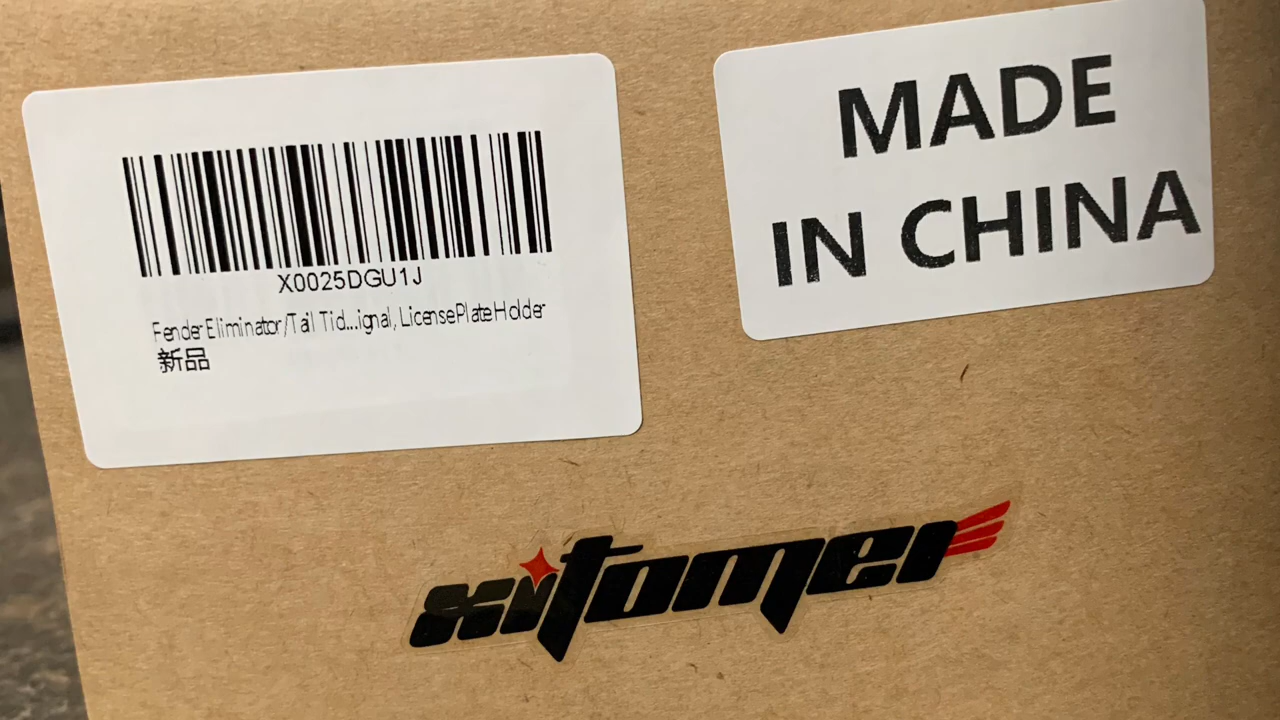 X0025DGU1J
Fender Eliminator/Tail Tid...ignal, License Plate Holder
新品
MADE
IN CHINA
xitomer